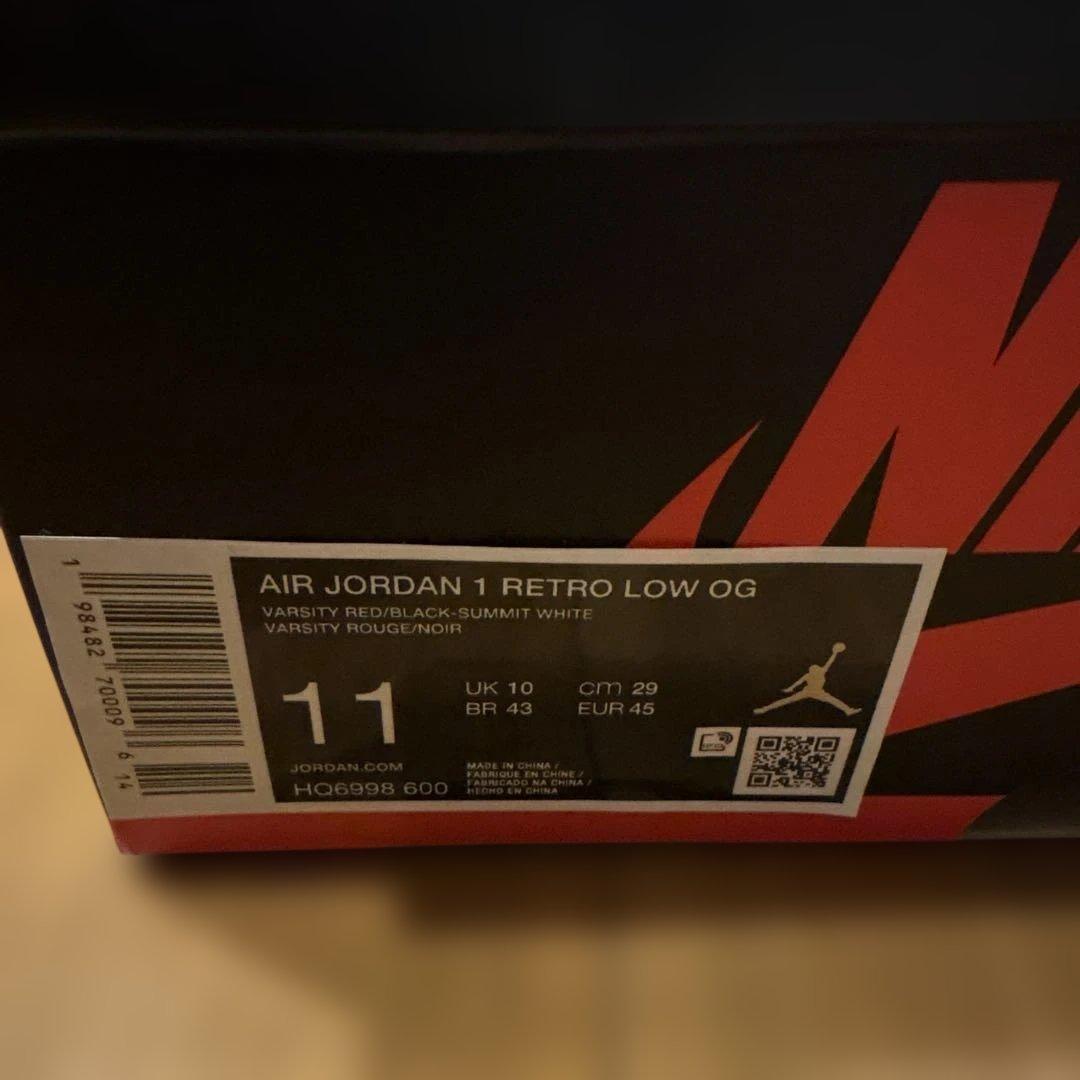 AIR JORDAN 1 RETRO LOW OG
VARSITY RED/BLACK-SUMMIT WHITE
VARSITY ROUGE/NOIR
11
UK 10 cm 29
BR 43 EUR 45
JORDAN.COM
HQ6998 600
MADE IN CHINA /
FABRIQUE EN CHINE /
FABRICADO NA CHINA /
HECHO EN CHINA
1 98482 70009 6 14